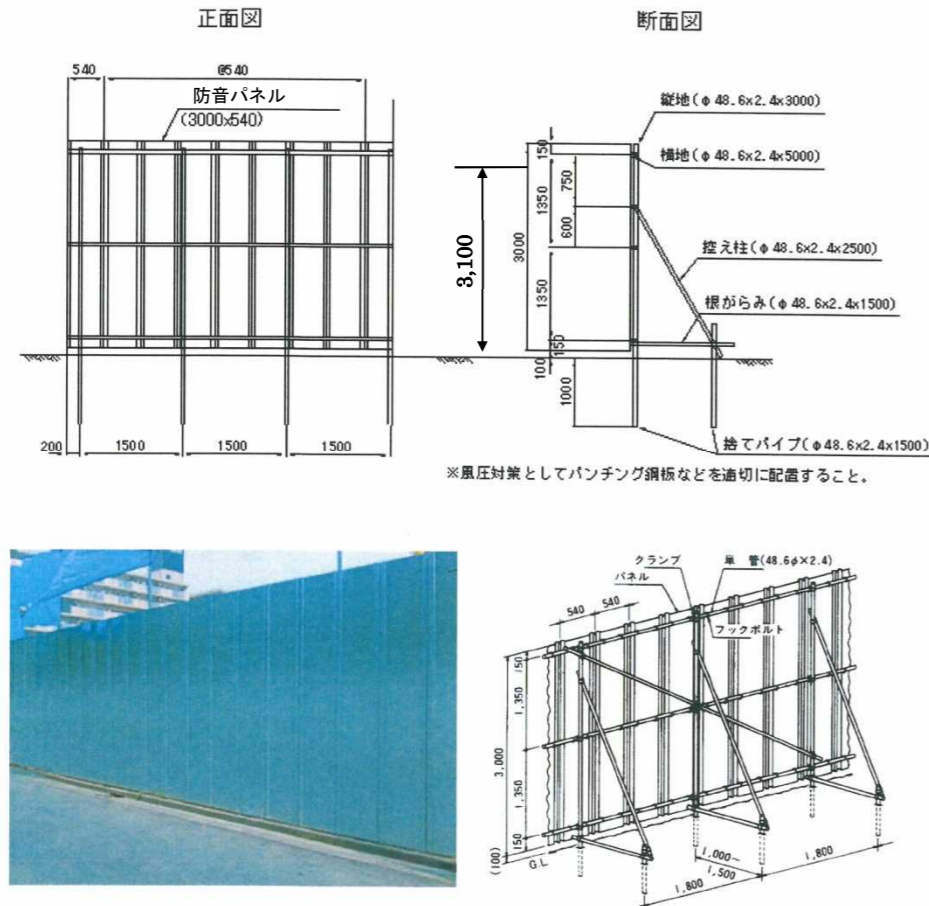 正面図
断面図
540
@540
防音パネル
(3000x540)
200
1500
1500
1500
縦地(φ48.6x2.4x3000)
横地(φ48.6x2.4x5000)
控え柱(φ48.6x2.4x2500)
根がらみ(φ48.6x2.4x1500)
捨てパイプ(φ48.6x2.4x1500)
3,100
3000
150
1350
750
600
1350
150
100
1000
※風圧対策としてパンチング鋼板などを適切に配置すること。
クランプ
単 管(48.6φ×2.4)
パネル
フックボルト
540
540
150
1,350
3,000
1,350
150
(100)
G.L
1,000~
1,500
1,800
1,800